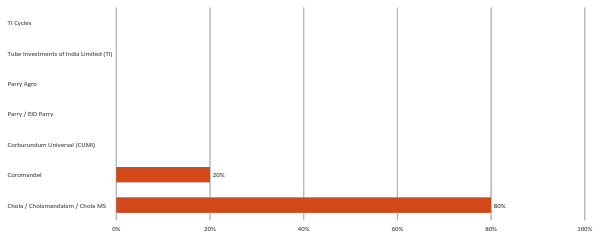 TI Cycles
Tube Investments of India Limited (TI)
Parry Agro
Parry / EID Parry
Corburundum Universal (CUMI)
Coromandel
20%
Chola / Cholamandalam / Chola MS
80%
0%
20%
40%
60%
80%
100%